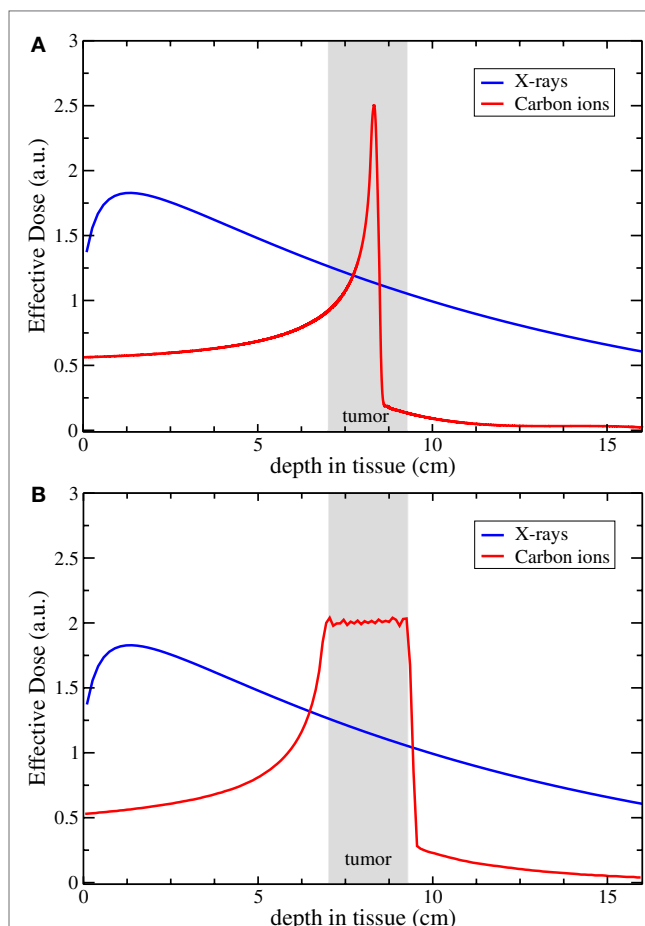 A
3
2.5
2
1.5
1
0.5
0
Effective Dose (a.u.)
X-rays
Carbon ions
tumor
0 5 10 15
depth in tissue (cm)
B
3
2.5
2
1.5
1
0.5
0
Effective Dose (a.u.)
X-rays
Carbon ions
tumor
0 5 10 15
depth in tissue (cm)